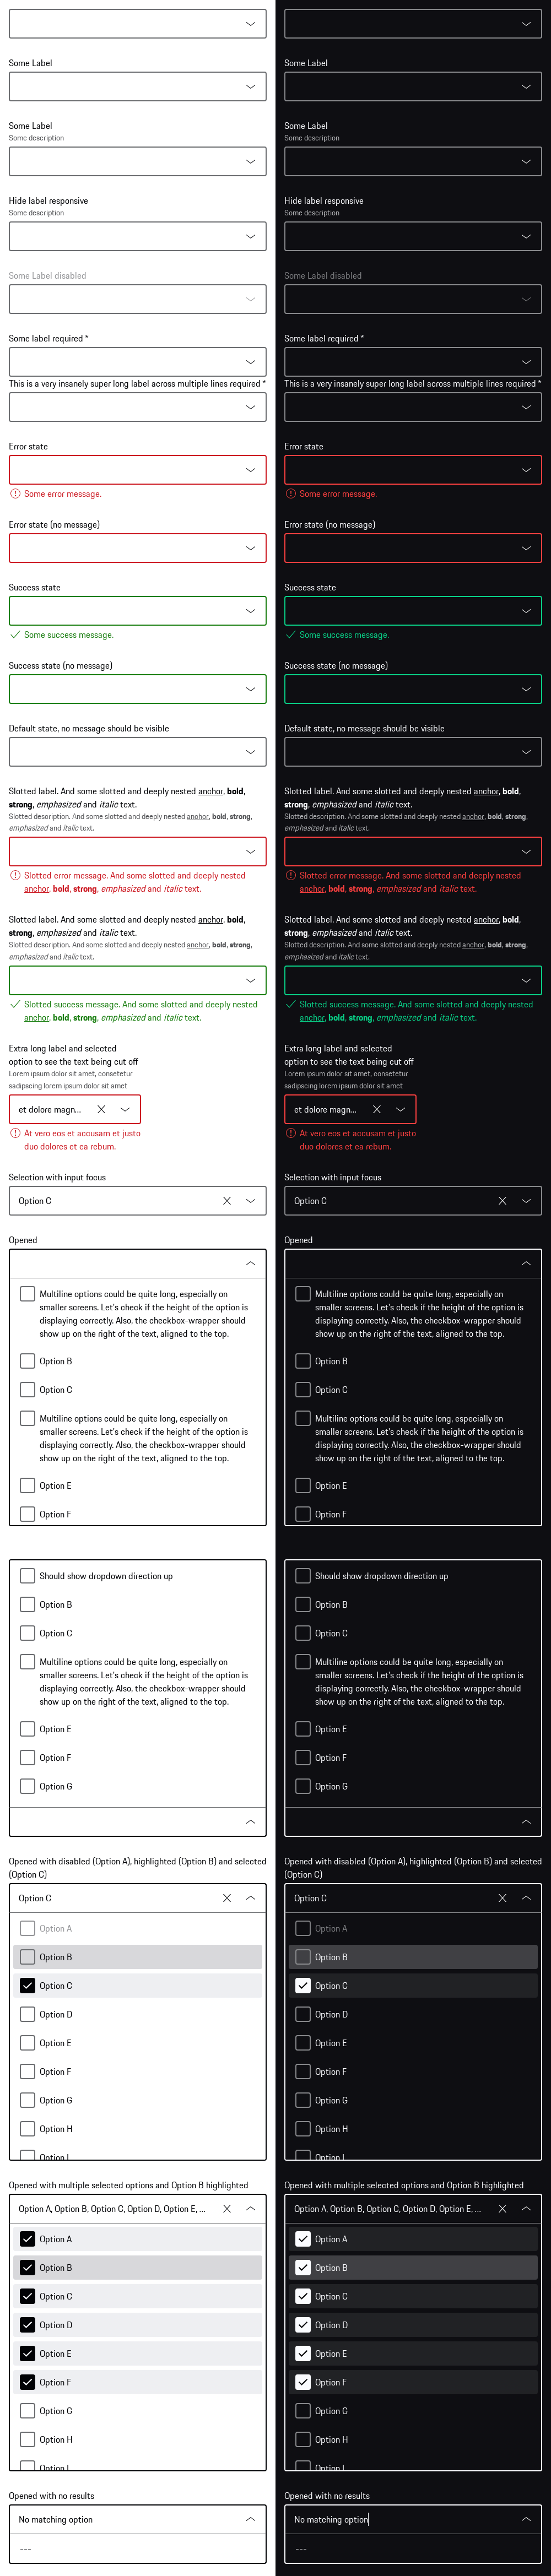 Some Label
Some Label
Some description
Hide label responsive
Some description
Some Label disabled
Some label required *
This is a very insanely super long label across multiple lines required *
Error state
Some error message.
Error state (no message)
Success state
Some success message.
Success state (no message)
Default state, no message should be visible
Slotted label. And some slotted and deeply nested anchor, bold,
strong, emphasized and italic text.
Slotted description. And some slotted and deeply nested anchor, bold, strong,
emphasized and italic text.
Slotted error message. And some slotted and deeply nested
anchor, bold, strong, emphasized and italic text.
Slotted label. And some slotted and deeply nested anchor, bold,
strong, emphasized and italic text.
Slotted description. And some slotted and deeply nested anchor, bold, strong,
emphasized and italic text.
Slotted success message. And some slotted and deeply nested
anchor, bold, strong, emphasized and italic text.
Extra long label and selected
option to see the text being cut off
Lorem ipsum dolor sit amet, consetetur
sadipscing lorem ipsum dolor sit amet
et dolore magn...
At vero eos et accusam et justo
duo dolores et ea rebum.
Selection with input focus
Option C
Opened
Multiline options could be quite long, especially on
smaller screens. Let's check if the height of the option is
displaying correctly. Also, the checkbox-wrapper should
show up on the right of the text, aligned to the top.
Option B
Option C
Multiline options could be quite long, especially on
smaller screens. Let's check if the height of the option is
displaying correctly. Also, the checkbox-wrapper should
show up on the right of the text, aligned to the top.
Option E
Option F
Should show dropdown direction up
Option B
Option C
Multiline options could be quite long, especially on
smaller screens. Let's check if the height of the option is
displaying correctly. Also, the checkbox-wrapper should
show up on the right of the text, aligned to the top.
Option E
Option F
Option G
Opened with disabled (Option A), highlighted (Option B) and selected
(Option C)
Option C
Option A
Option B
Option C
Option D
Option E
Option F
Option G
Option H
Option I
Opened with multiple selected options and Option B highlighted
Option A, Option B, Option C, Option D, Option E, ...
Option A
Option B
Option C
Option D
Option E
Option F
Option G
Option H
Option I
Opened with no results
No matching option
---
Some Label
Some Label
Some description
Hide label responsive
Some description
Some Label disabled
Some label required *
This is a very insanely super long label across multiple lines required *
Error state
Some error message.
Error state (no message)
Success state
Some success message.
Success state (no message)
Default state, no message should be visible
Slotted label. And some slotted and deeply nested anchor, bold,
strong, emphasized and italic text.
Slotted description. And some slotted and deeply nested anchor, bold, strong,
emphasized and italic text.
Slotted error message. And some slotted and deeply nested
anchor, bold, strong, emphasized and italic text.
Slotted label. And some slotted and deeply nested anchor, bold,
strong, emphasized and italic text.
Slotted description. And some slotted and deeply nested anchor, bold, strong,
emphasized and italic text.
Slotted success message. And some slotted and deeply nested
anchor, bold, strong, emphasized and italic text.
Extra long label and selected
option to see the text being cut off
Lorem ipsum dolor sit amet, consetetur
sadipscing lorem ipsum dolor sit amet
et dolore magn...
At vero eos et accusam et justo
duo dolores et ea rebum.
Selection with input focus
Option C
Opened
Multiline options could be quite long, especially on
smaller screens. Let's check if the height of the option is
displaying correctly. Also, the checkbox-wrapper should
show up on the right of the text, aligned to the top.
Option B
Option C
Multiline options could be quite long, especially on
smaller screens. Let's check if the height of the option is
displaying correctly. Also, the checkbox-wrapper should
show up on the right of the text, aligned to the top.
Option E
Option F
Should show dropdown direction up
Option B
Option C
Multiline options could be quite long, especially on
smaller screens. Let's check if the height of the option is
displaying correctly. Also, the checkbox-wrapper should
show up on the right of the text, aligned to the top.
Option E
Option F
Option G
Opened with disabled (Option A), highlighted (Option B) and selected
(Option C)
Option C
Option A
Option B
Option C
Option D
Option E
Option F
Option G
Option H
Option I
Opened with multiple selected options and Option B highlighted
Option A, Option B, Option C, Option D, Option E, ...
Option A
Option B
Option C
Option D
Option E
Option F
Option G
Option H
Option I
Opened with no results
No matching option
---